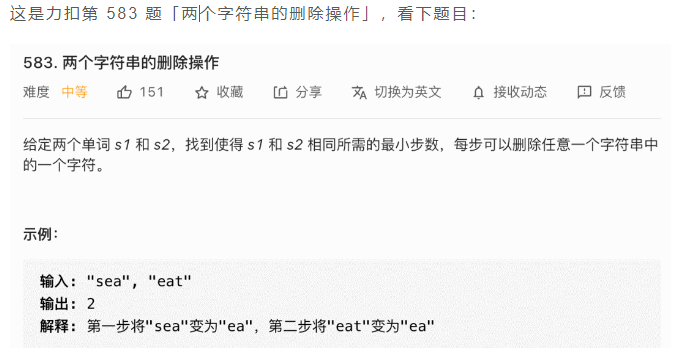 这是力扣第 583 题「两个字符串的删除操作」，看下题目：
583. 两个字符串的删除操作
难度 中等 151 收藏 分享 切换为英文 接收动态 反馈
给定两个单词 s1 和 s2，找到使得 s1 和 s2 相同所需的最小步数，每步可以删除任意一个字符串中
的一个字符。
示例：
输入: "sea", "eat"
输出: 2
解释: 第一步将"sea"变为"ea"，第二步将"eat"变为"ea"